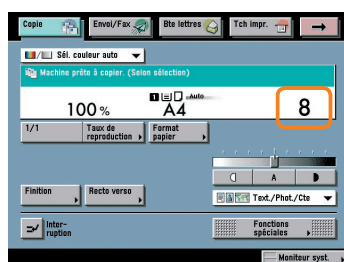 Copie Envoi/Fax Bte lettres Tch impr.
Sél. couleur auto
Machine prête à copier. (Selon sélection)
100 % A4 Auto 8
1/1 Taux de reproduction Format papier
A
Finition Recto verso Text./Phot./Cte
Inter-
ruption
Fonctions
spéciales
Moniteur syst.